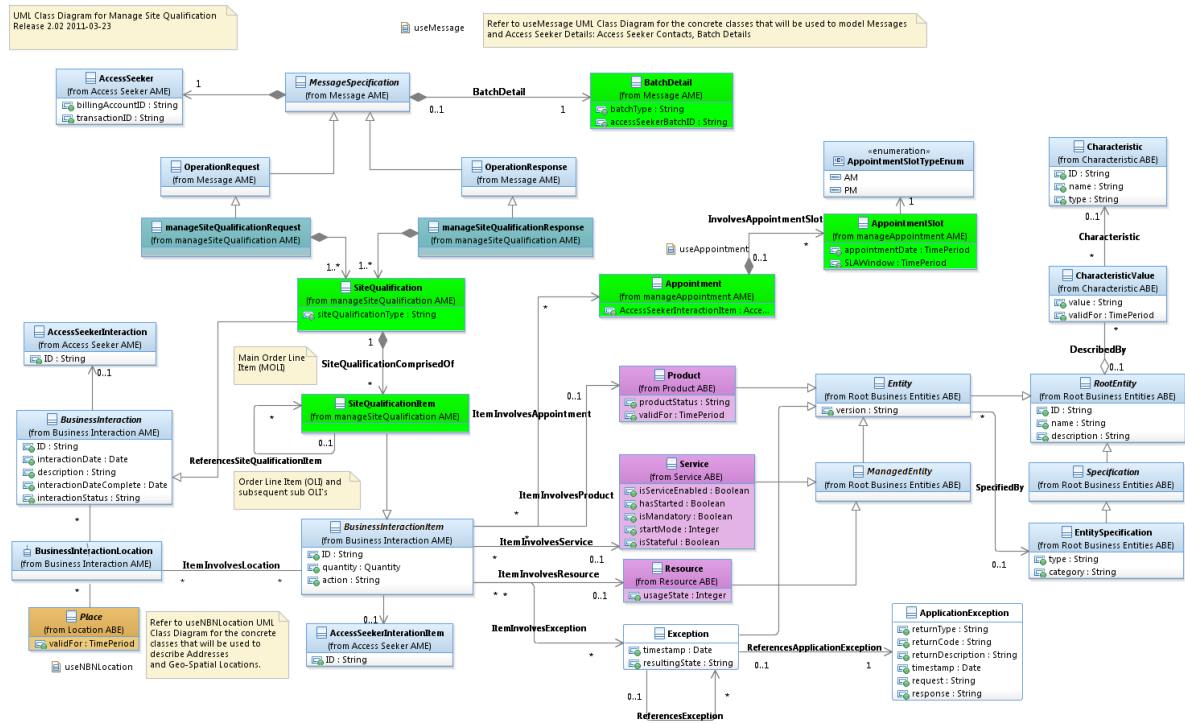 UML Class Diagram for Manage Site Qualification
Release 2.02 2011-03-23
useMessage
Refer to useMessage UML Class Diagram for the concrete classes that will be used to model Messages
and Access Seeker Details: Access Seeker Contacts, Batch Details
AccessSeeker
(from Access Seeker AME)
billingAccountID : String
transactionID : String
1
MessageSpecification
(from Message AME)
0..1
BatchDetail
1
BatchDetail
(from Message AME)
batchType : String
accessSeekerBatchID : String
OperationRequest
(from Message AME)
OperationResponse
(from Message AME)
manageSiteQualificationRequest
(from manageSiteQualification AME)
manageSiteQualificationResponse
(from manageSiteQualification AME)
1..*
1..*
«enumeration»
AppointmentSlotTypeEnum
AM
PM
1
InvolvesAppointmentSlot
*
AppointmentSlot
(from manageAppointment AME)
appointmentDate : TimePeriod
SLAWindow : TimePeriod
useAppointment
0..1
Characteristic
(from Characteristic ABE)
ID : String
name : String
type : String
0..1
Characteristic
*
CharacteristicValue
(from Characteristic ABE)
value : String
validFor : TimePeriod
*
DescribedBy
0..1
SiteQualification
(from manageSiteQualification AME)
siteQualificationType : String
1
SiteQualificationComprisedOf
*
Appointment
(from manageAppointment AME)
AccessSeekerInteractionItem : Acce...
*
AccessSeekerInteraction
(from Access Seeker AME)
ID : String
0..1
Main Order Line
Item (MOLI)
SiteQualificationItem
(from manageSiteQualification AME)
*
0..1
ReferencesSiteQualificationItem
ItemInvolvesAppointment
0..1
Product
(from Product ABE)
productStatus : String
validFor : TimePeriod
Entity
(from Root Business Entities ABE)
version : String
*
RootEntity
(from Root Business Entities ABE)
ID : String
name : String
description : String
BusinessInteraction
(from Business Interaction AME)
ID : String
interactionDate : Date
description : String
interactionDateComplete : Date
interactionStatus : String
*
Order Line Item (OLI) and
subsequent sub OLI's
Service
(from Service ABE)
isServiceEnabled : Boolean
hasStarted : Boolean
isMandatory : Boolean
startMode : Integer
isStateful : Boolean
ManagedEntity
(from Root Business Entities ABE)
SpecifiedBy
0..1
Specification
(from Root Business Entities ABE)
EntitySpecification
(from Root Business Entities ABE)
type : String
category : String
ItemInvolvesProduct
*
BusinessInteractionItem
(from Business Interaction AME)
ID : String
quantity : Quantity
action : String
*
ItemInvolvesService
*
0..1
BusinessInteractionLocation
(from Business Interaction AME)
*
ItemInvolvesLocation
*
*
ItemInvolvesResource
*
*
0..1
Resource
(from Resource ABE)
usageState : Integer
Place
(from Location ABE)
validFor : TimePeriod
useNBNLocation
Refer to useNBNLocation UML
Class Diagram for the concrete
classes that will be used to
describe Addresses
and Geo-Spatial Locations.
0..1
AccessSeekerInterationItem
(from Access Seeker AME)
ID : String
ItemInvolvesException
*
Exception
timestamp : Date
resultingState : String
0..1
ReferencesApplicationException
1
0..1
*
ReferencesException
ApplicationException
returnType : String
returnCode : String
returnDescription : String
timestamp : Date
request : String
response : String